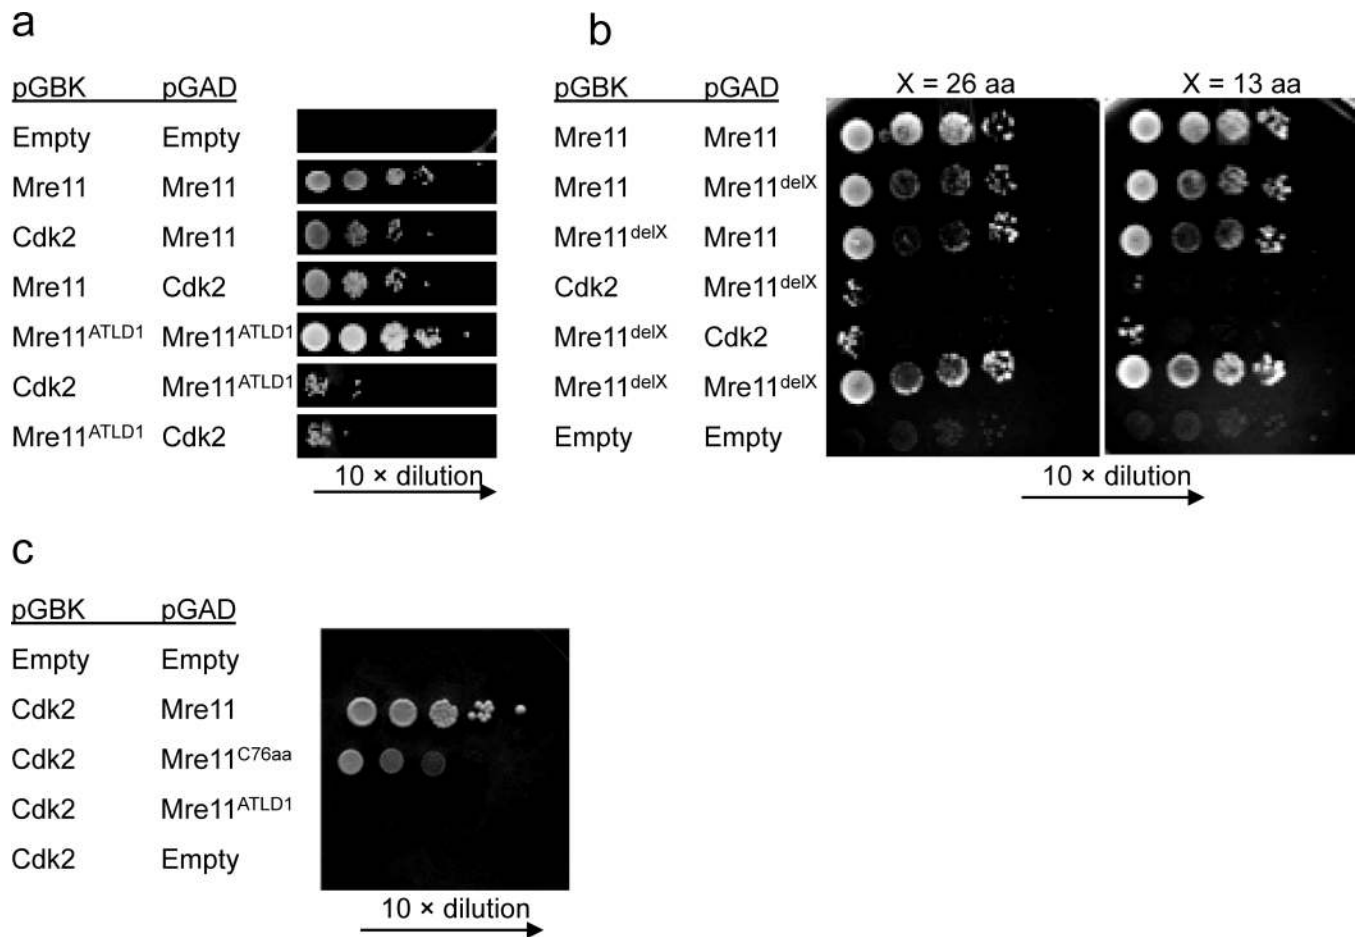 a
pGBK pGAD
Empty Empty
Mre11 Mre11
Cdk2 Mre11
Mre11 Cdk2
Mre11ATLD1 Mre11ATLD1
Cdk2 Mre11ATLD1
Mre11ATLD1 Cdk2
10 × dilution
b
pGBK pGAD X = 26 aa X = 13 aa
Mre11 Mre11
Mre11 Mre11delX
Mre11delX Mre11
Cdk2 Mre11delX
Mre11delX Cdk2
Mre11delX Mre11delX
Empty Empty
10 × dilution
c
pGBK pGAD
Empty Empty
Cdk2 Mre11
Cdk2 Mre11C76aa
Cdk2 Mre11ATLD1
Cdk2 Empty
10 × dilution